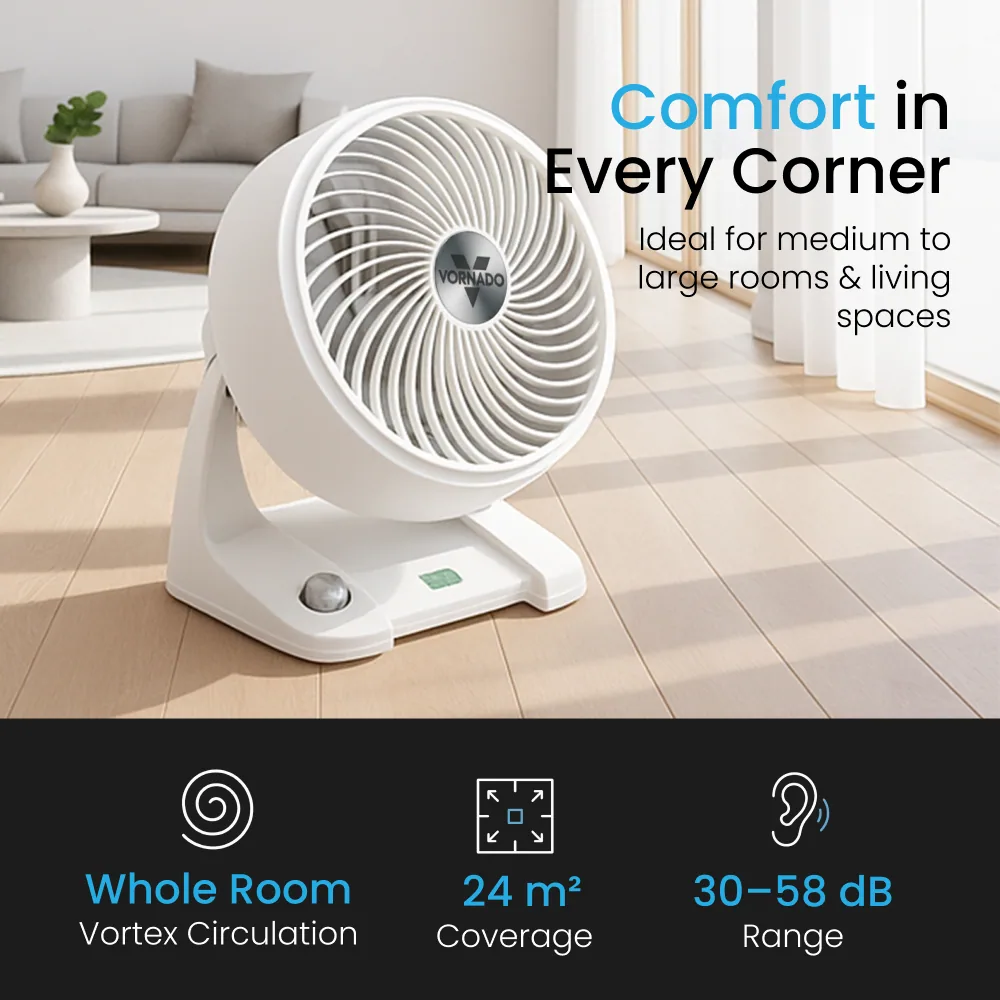 Comfort in
Every Corner
Ideal for medium to
large rooms & living
spaces
VORNADO
Whole Room
Vortex Circulation
24 m²
Coverage
30–58 dB
Range